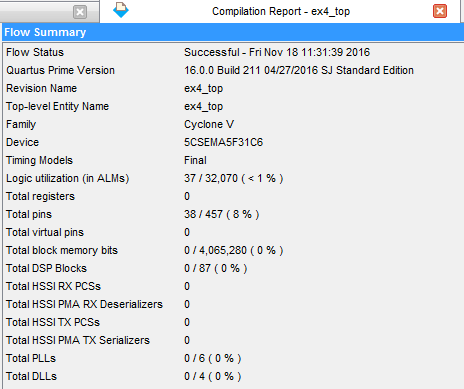 Compilation Report - ex4_top
Flow Summary
Flow Status Successful - Fri Nov 18 11:31:39 2016
Quartus Prime Version 16.0.0 Build 211 04/27/2016 SJ Standard Edition
Revision Name ex4_top
Top-level Entity Name ex4_top
Family Cyclone V
Device 5CSEMA5F31C6
Timing Models Final
Logic utilization (in ALMs) 37 / 32,070 ( < 1 % )
Total registers 0
Total pins 38 / 457 ( 8 % )
Total virtual pins 0
Total block memory bits 0 / 4,065,280 ( 0 % )
Total DSP Blocks 0 / 87 ( 0 % )
Total HSSI RX PCSs 0
Total HSSI PMA RX Deserializers 0
Total HSSI TX PCSs 0
Total HSSI PMA TX Serializers 0
Total PLLs 0 / 6 ( 0 % )
Total DLLs 0 / 4 ( 0 % )